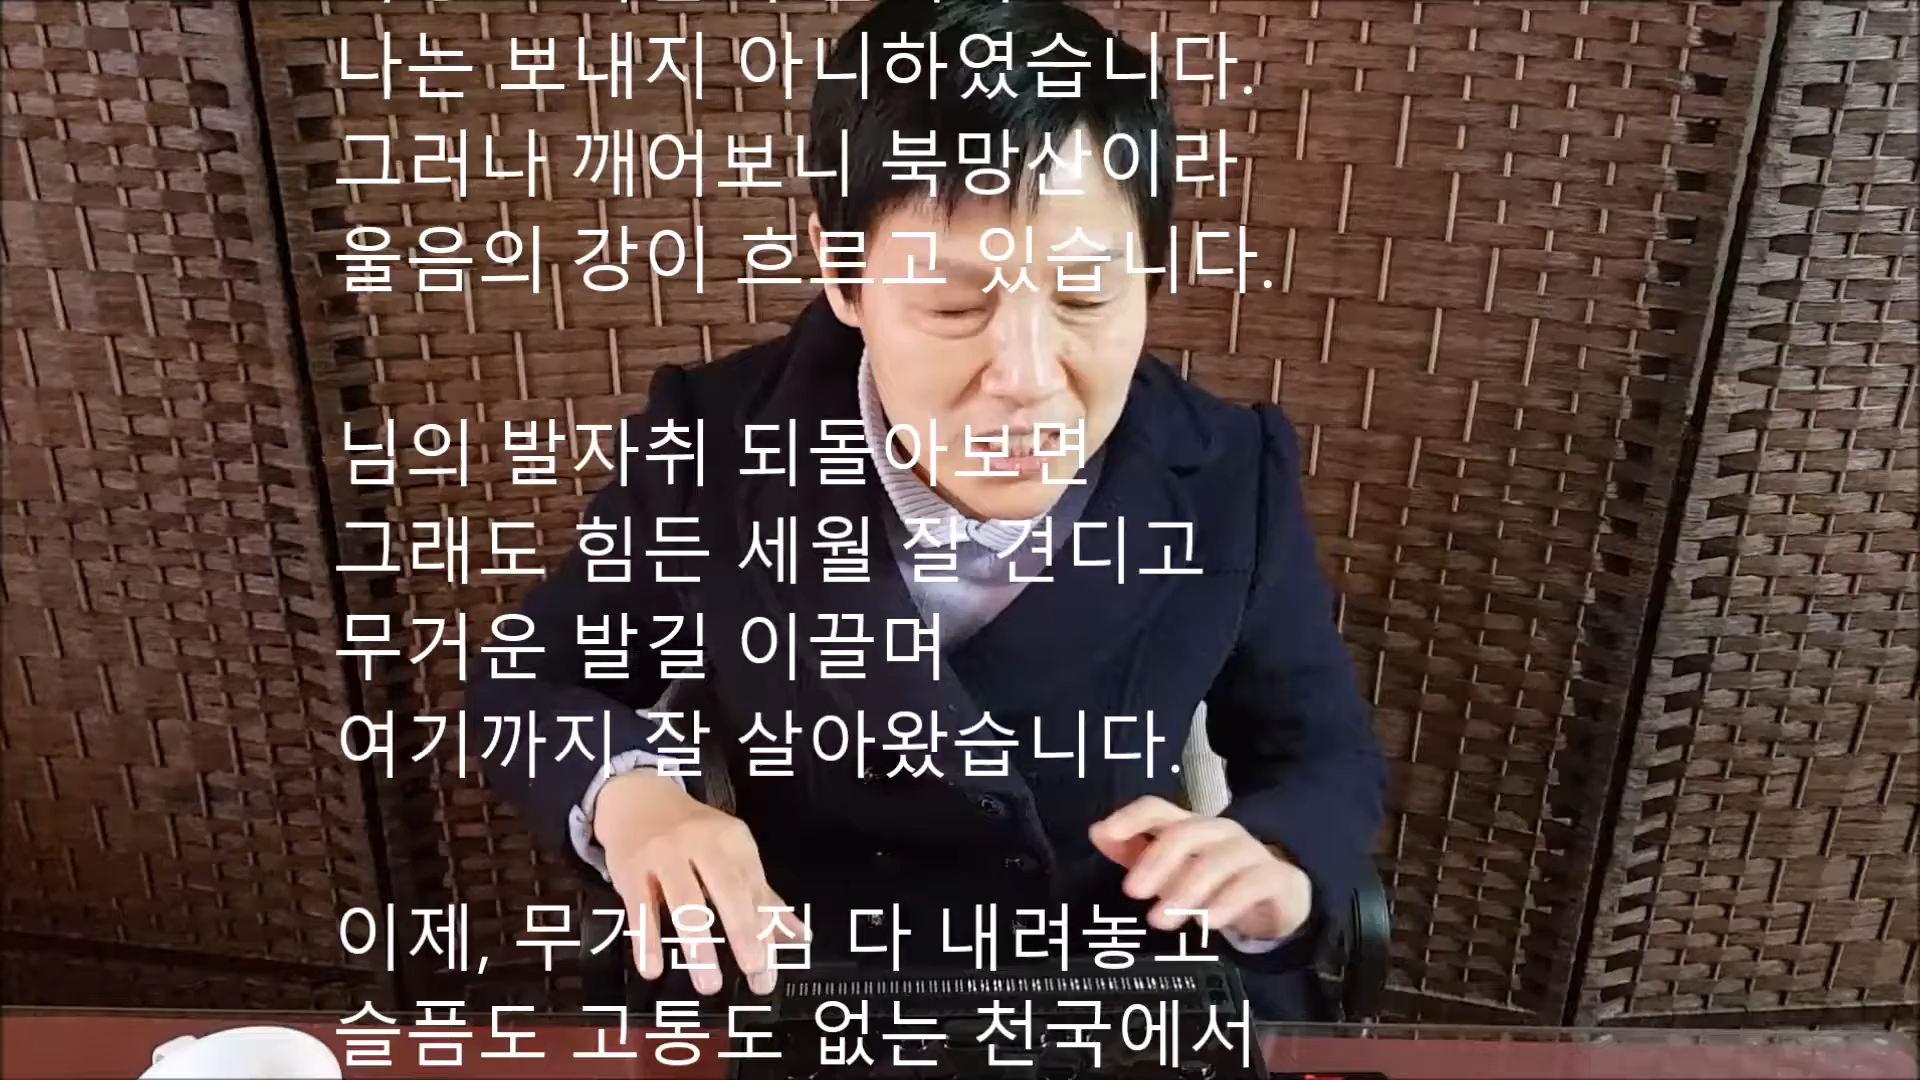 나는 보내지 아니하였습니다.
그러나 깨어보니 북망산이라
울음의 강이 흐르고 있습니다.
님의 발자취 되돌아보면
그래도 힘든 세월 잘 견디고
무거운 발길 이끌며
여기까지 잘 살아왔습니다.
이제, 무거운 짐 다 내려놓고
슬픔도 고통도 없는 천국에서